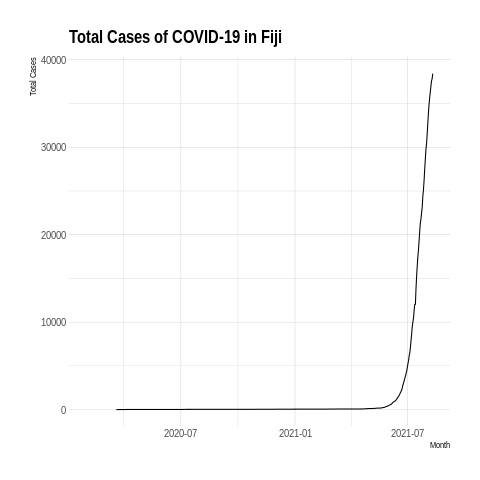 Total Cases of COVID-19 in Fiji
Total Cases
40000
30000
20000
10000
0
2020-07 2021-01 2021-07
Month